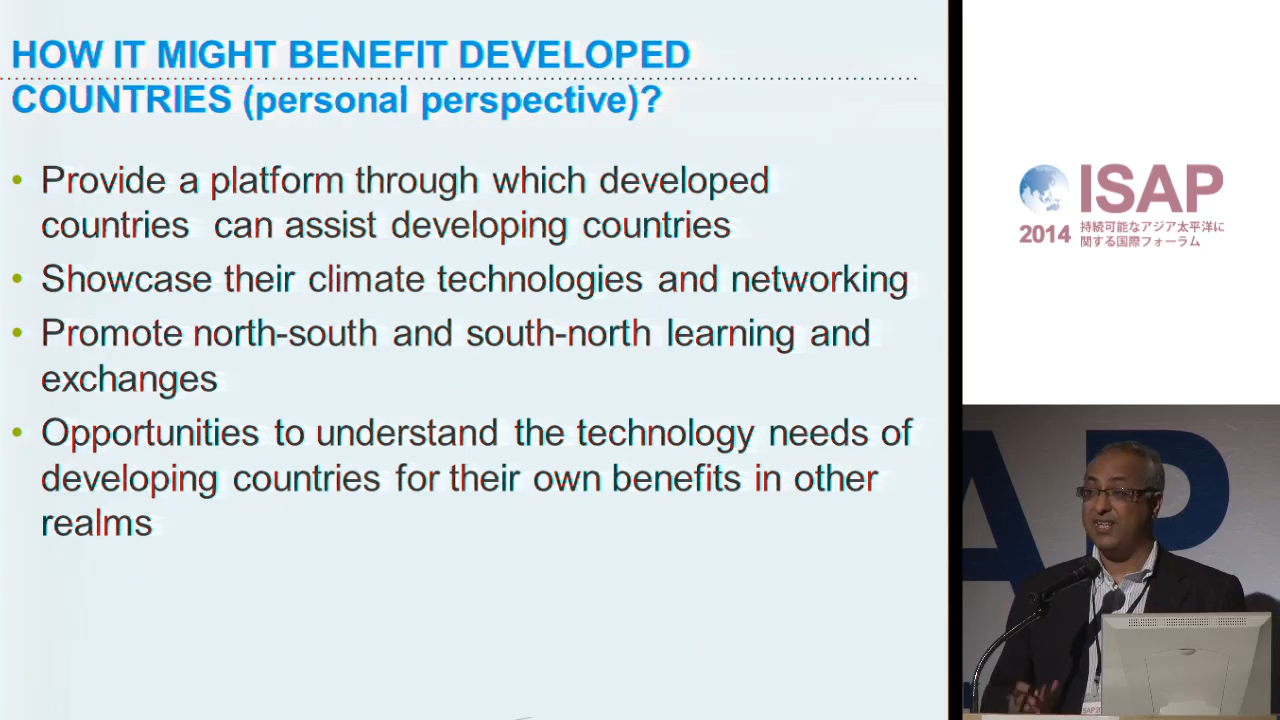 HOW IT MIGHT BENEFIT DEVELOPED
COUNTRIES (personal perspective)?
• Provide a platform through which developed
countries can assist developing countries
• Showcase their climate technologies and networking
• Promote north-south and south-north learning and
exchanges
• Opportunities to understand the technology needs of
developing countries for their own benefits in other
realms
ISAP
2014
持続可能なアジア太平洋に
関する国際フォーラム
AP